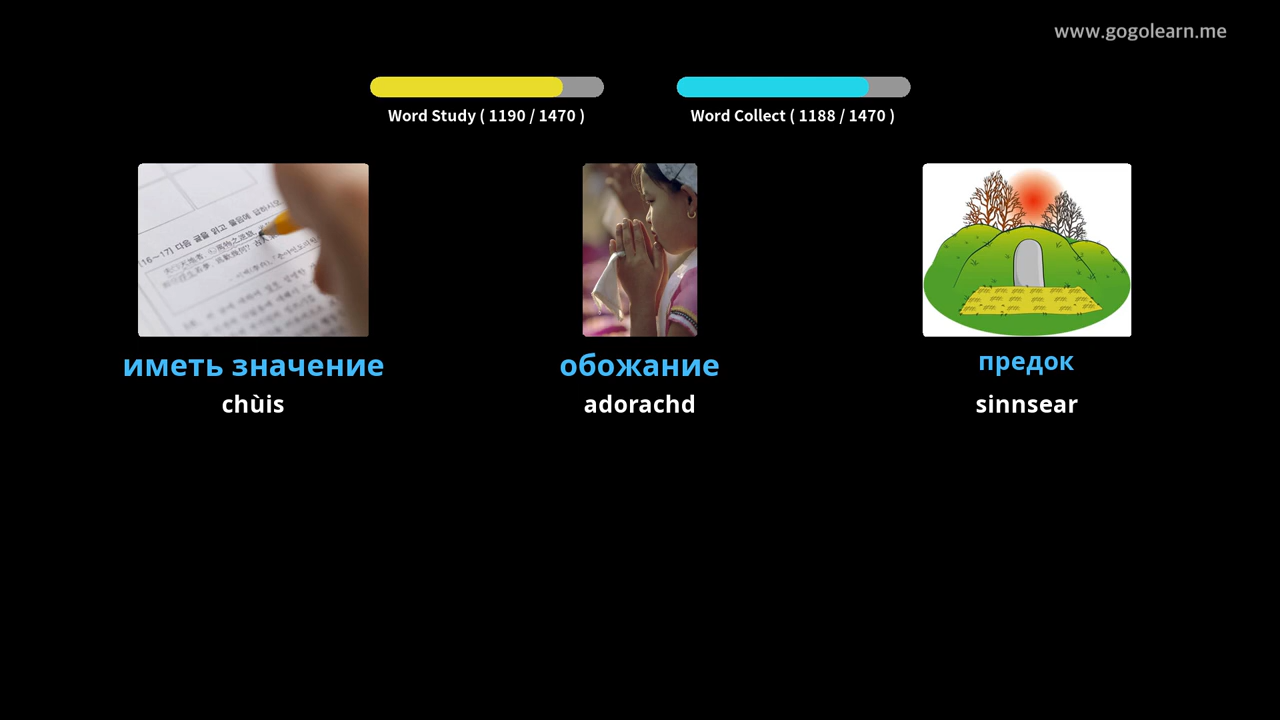 www.gogolearn.me
Word Study ( 1190 / 1470 )
Word Collect ( 1188 / 1470 )
иметь значение
обожание
предок
chùis
adorachd
sinnsear